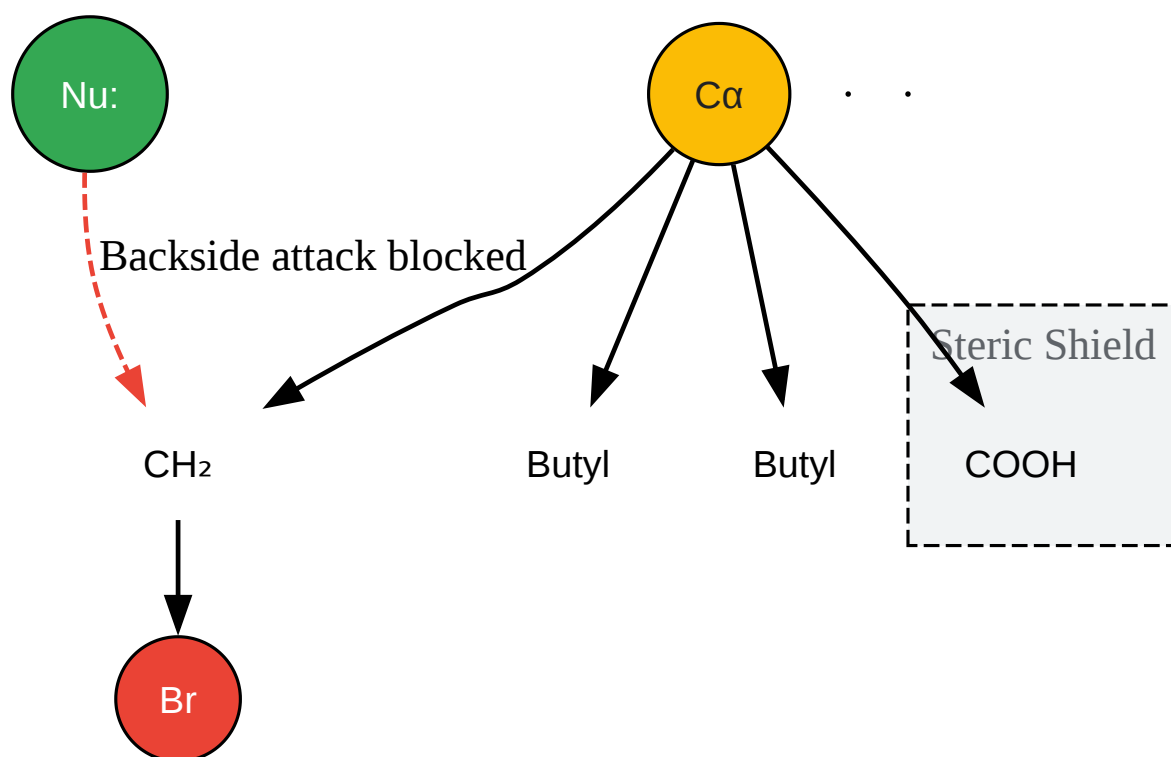 Nu:
Cα
· ·
Backside attack blocked
Steric Shield
CH₂
Butyl
Butyl
COOH
Br